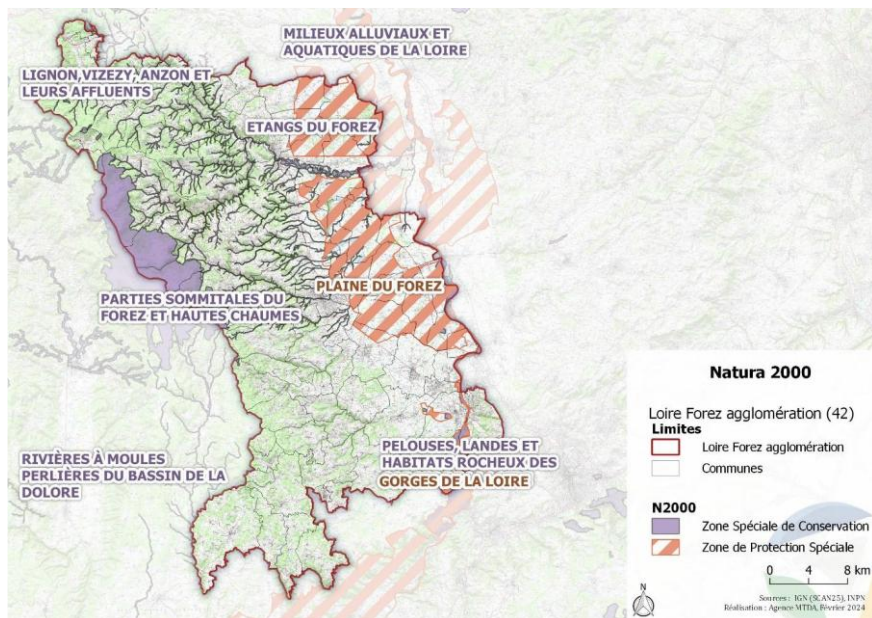 MILIEUX ALLUVIAUX ET
AQUATIQUES DE LA LOIRE
LIGNON,VIZEZY, ANZON ET
LEURS AFFLUENTS
ETANGS DU FOREZ
PLAINE DU FOREZ
PARTIES SOMMITALES DU
FOREZ ET HAUTES CHAUMES
RIVIÈRES À MOULES
PERLIÈRES DU BASSIN DE LA
DOLORE
PELOUSES, LANDES ET
HABITATS ROCHEUX DES
GORGES DE LA LOIRE
Natura 2000
Loire Forez agglomération (42)
Limites
Loire Forez agglomération
Communes
N2000
Zone Spéciale de Conservation
Zone de Protection Spéciale
0 4 8 km
N
Sources : IGN (SCAN25), INPN
Réalisation : Agence MTDA, Février 2024